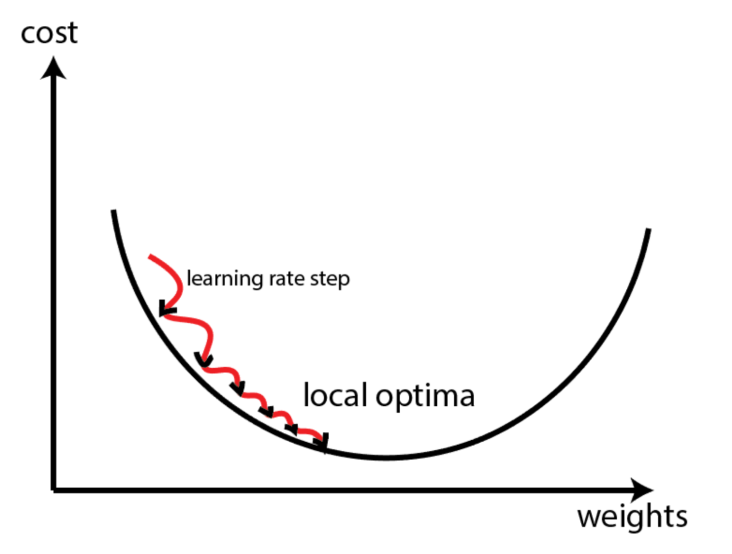 cost
learning rate step
local optima
weights